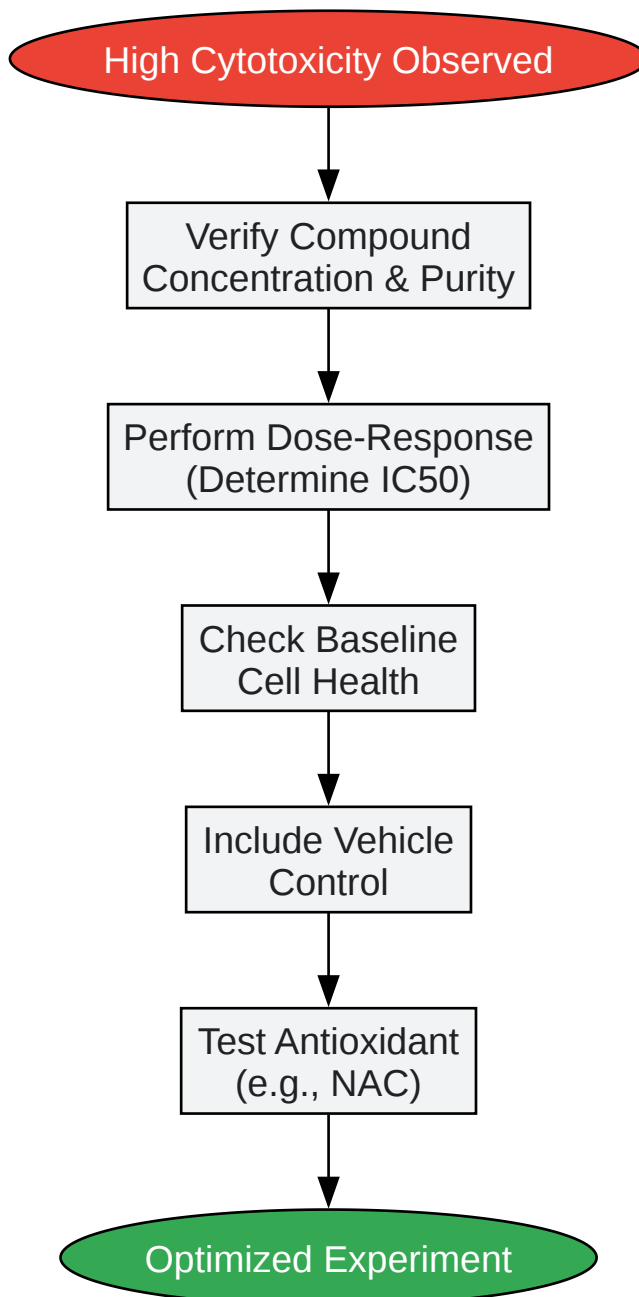 High Cytotoxicity Observed
Verify Compound
Concentration & Purity
Perform Dose-Response
(Determine IC50)
Check Baseline
Cell Health
Include Vehicle
Control
Test Antioxidant
(e.g., NAC)
Optimized Experiment